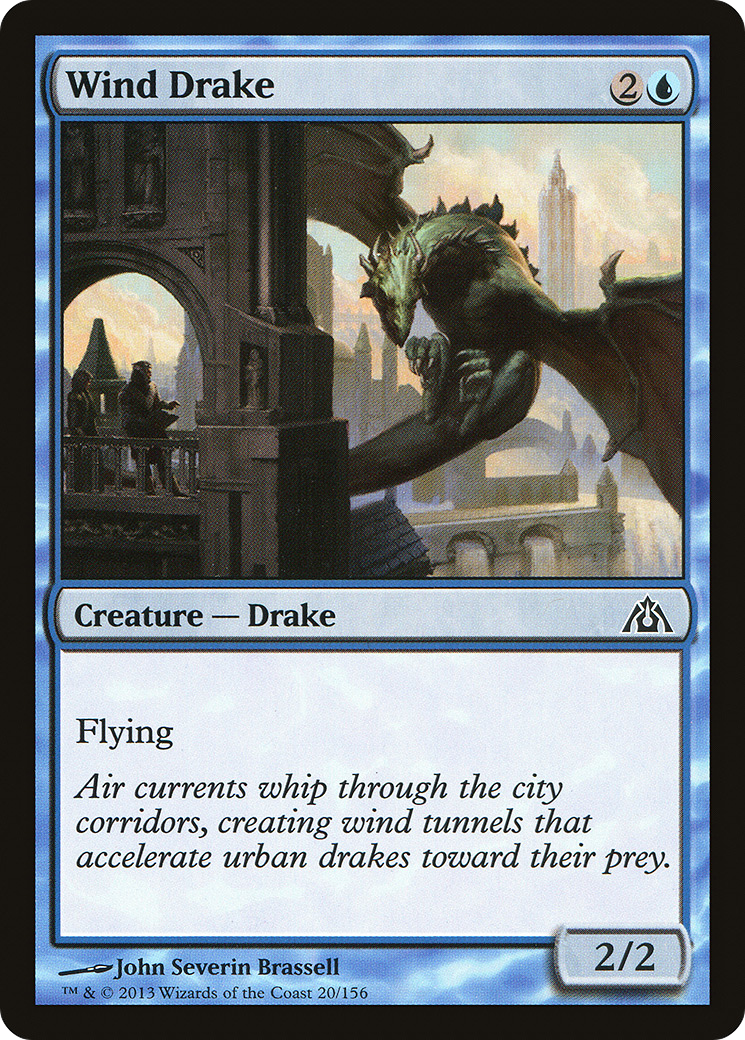 Wind Drake 2
Creature — Drake
Flying
Air currents whip through the city
corridors, creating wind tunnels that
accelerate urban drakes toward their prey.
2/2
John Severin Brassell
™ & © 2013 Wizards of the Coast 20/156